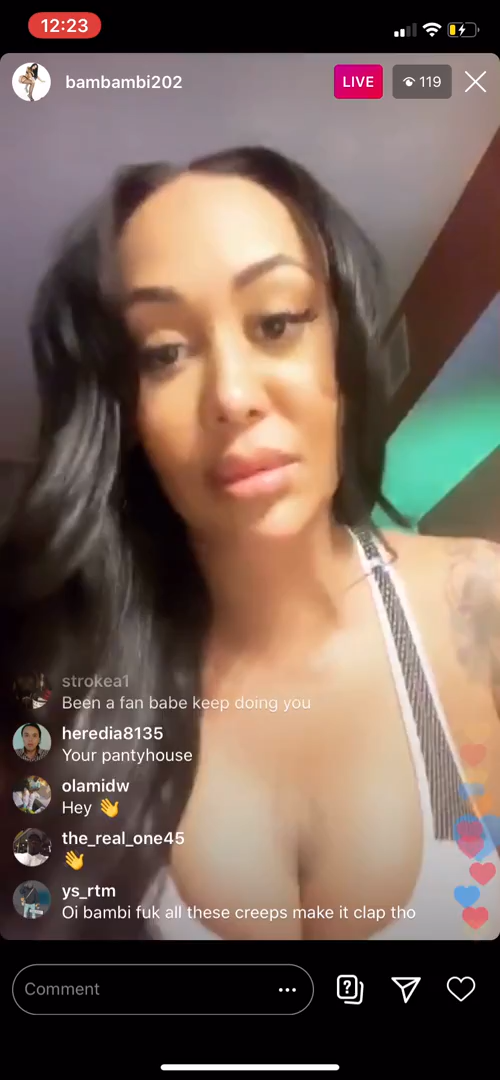 12:23
bambambi202
LIVE
119
strokea1
Been a fan babe keep doing you
heredia8135
Your pantyhouse
olamidw
Hey 👋
the_real_one45
👋
ys_rtm
Oi bambi fuk all these creeps make it clap tho
Comment